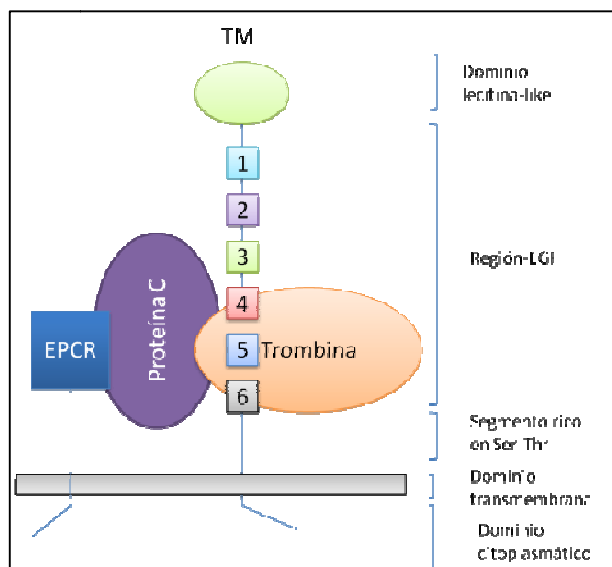 TM
Dominio
lecitina-like
1
2
3
Región-EGF
4
Proteína C
EPCR
5
Trombina
6
Segmento rico
en Ser Thr
Dominio
transmembrana
Dominio
citoplasmático